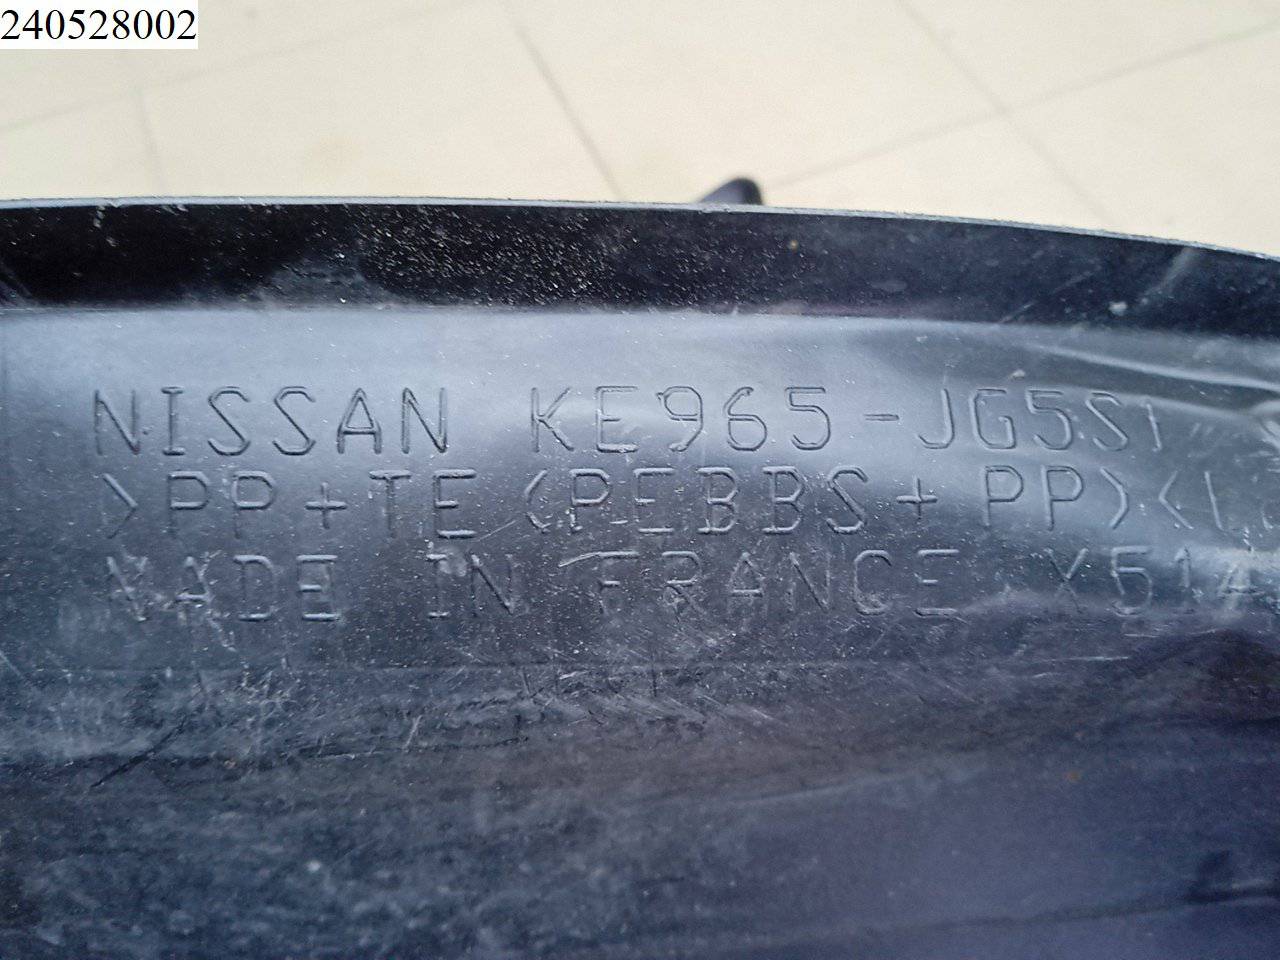 240528002
NISSAN KE965-JG5S1
>PP+TE<PEBBS+PP><
MADE IN FRANCE X514